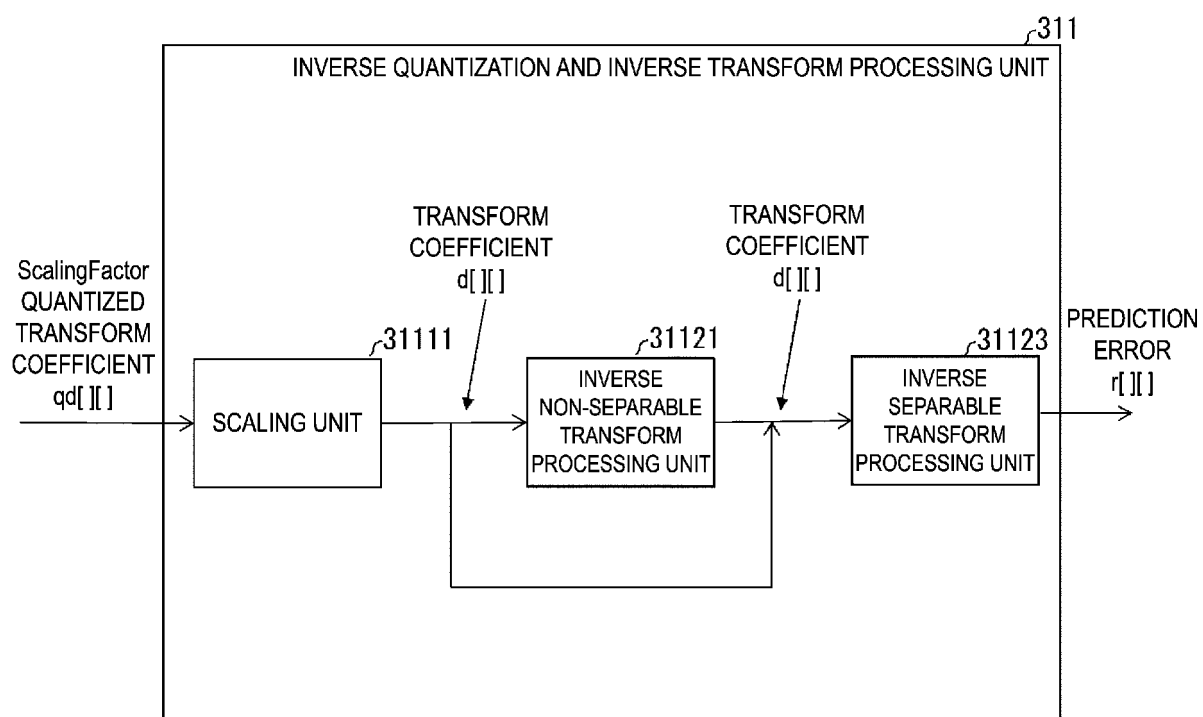 311
INVERSE QUANTIZATION AND INVERSE TRANSFORM PROCESSING UNIT
TRANSFORM
COEFFICIENT
d[ ][ ]
TRANSFORM
COEFFICIENT
d[ ][ ]
ScalingFactor
QUANTIZED
TRANSFORM
COEFFICIENT
qd[ ][ ]
31111
SCALING UNIT
31121
INVERSE
NON-SEPARABLE
TRANSFORM
PROCESSING UNIT
31123
INVERSE
SEPARABLE
TRANSFORM
PROCESSING UNIT
PREDICTION
ERROR
r[ ][ ]